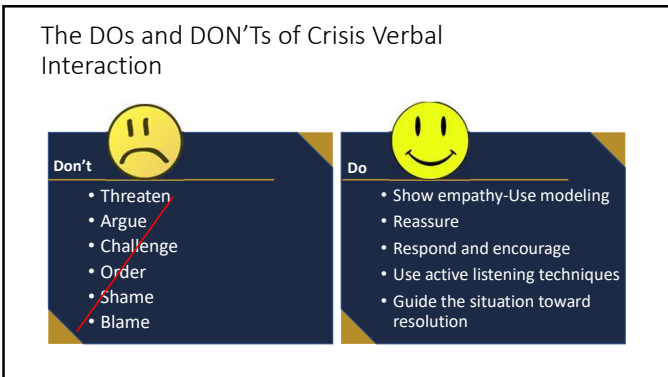 The DOs and DON’Ts of Crisis Verbal
Interaction
Don’t
• Threaten
• Argue
• Challenge
• Order
• Shame
• Blame
Do
• Show empathy-Use modeling
• Reassure
• Respond and encourage
• Use active listening techniques
• Guide the situation toward
resolution